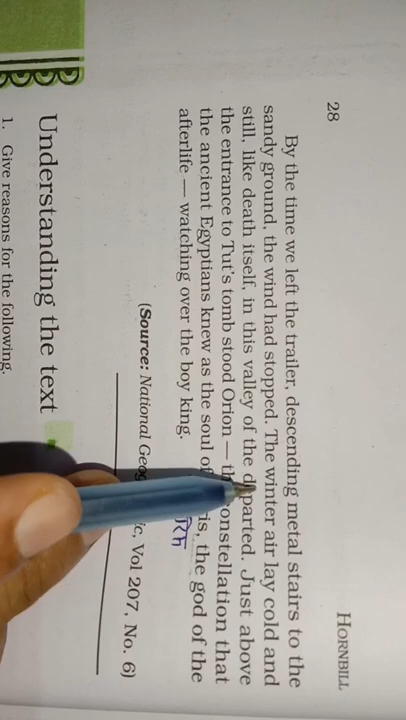 28
HORNBILL
By the time we left the trailer, descending metal stairs to the
sandy ground, the wind had stopped. The winter air lay cold and
still, like death itself, in this valley of the departed. Just above
the entrance to Tut's tomb stood Orion — the constellation that
the ancient Egyptians knew as the soul of is, the god of the
afterlife — watching over the boy king.
(Source: National Geog ic, Vol 207, No. 6)
Understanding the text
1. Give reasons for the following.